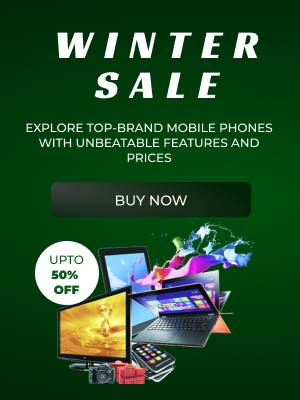 WINTER
SALE
EXPLORE TOP-BRAND MOBILE PHONES
WITH UNBEATABLE FEATURES AND
PRICES
BUY NOW
UPTO
50%
OFF